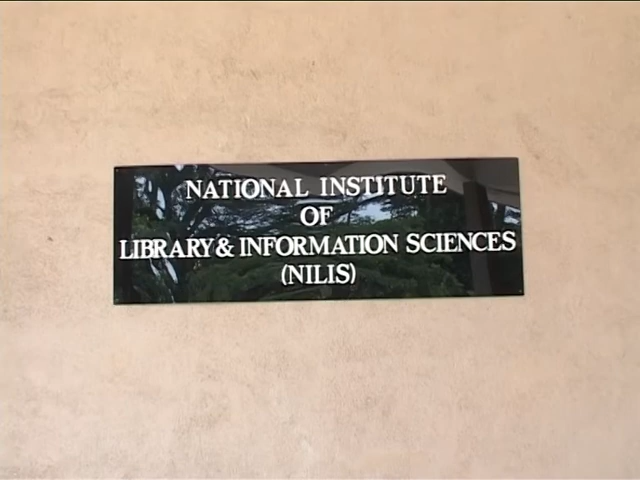 NATIONAL INSTITUTE
OF
LIBRARY & INFORMATION SCIENCES
(NILIS)